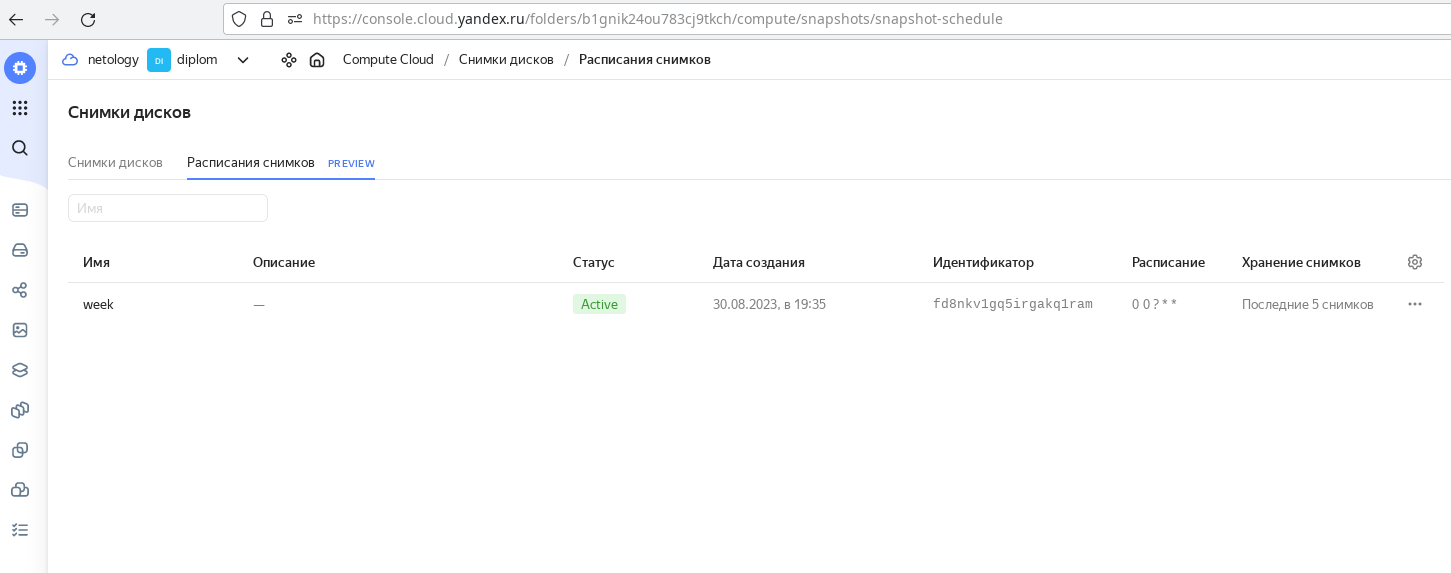 https://console.cloud.yandex.ru/folders/b1gnik24ou783cj9tkch/compute/snapshots/snapshot-schedule
netology DI diplom Compute Cloud / Снимки дисков / Расписания снимков
Снимки дисков
Снимки дисков Расписания снимков PREVIEW
Имя
Имя Описание Статус Дата создания Идентификатор Расписание Хранение снимков
week — Active 30.08.2023, в 19:35 fd8nkv1gq5irgakq1ram 0 0 ? * * Последние 5 снимков